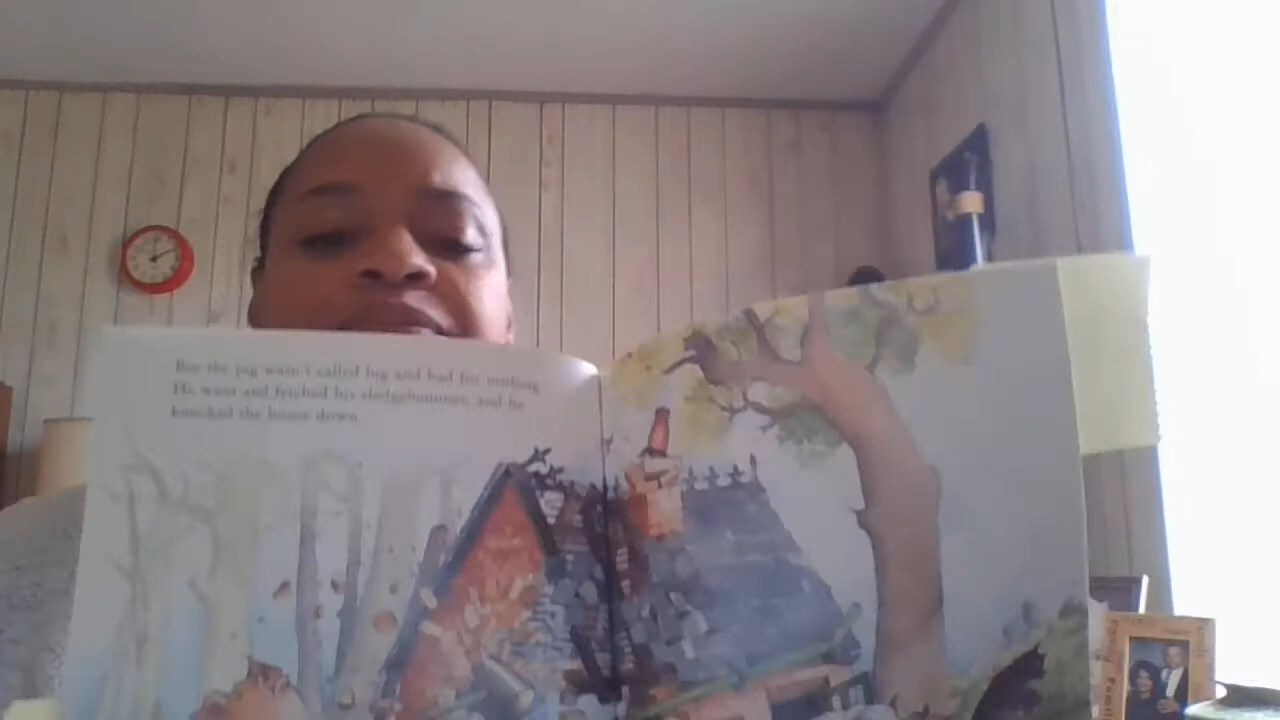 But the pig wasn't called big and bad for nothing.
He went and fetched his sledgehammer, and he
knocked the house down.
Family